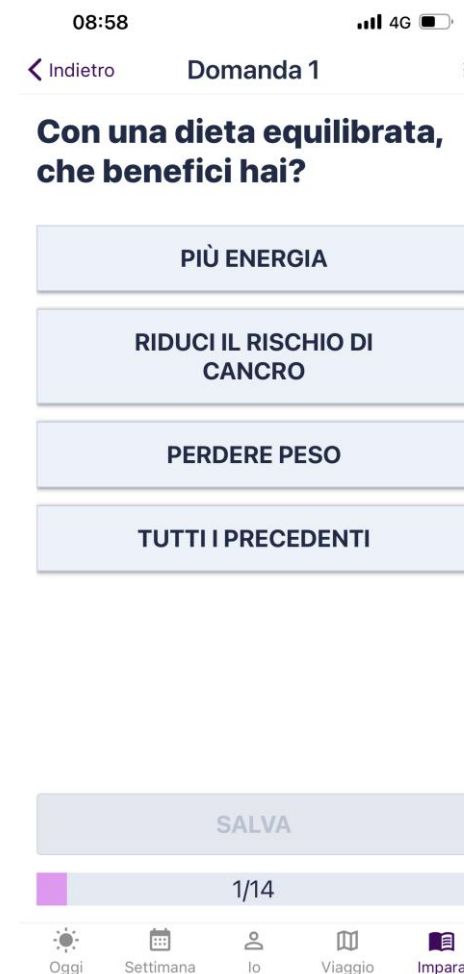 08:58
4G
Indietro
Domanda 1
Con una dieta equilibrata,
che benefici hai?
PIÙ ENERGIA
RIDUCI IL RISCHIO DI
CANCRO
PERDERE PESO
TUTTI I PRECEDENTI
SALVA
1/14
Oggi
Settimana
Io
Viaggio
Impara